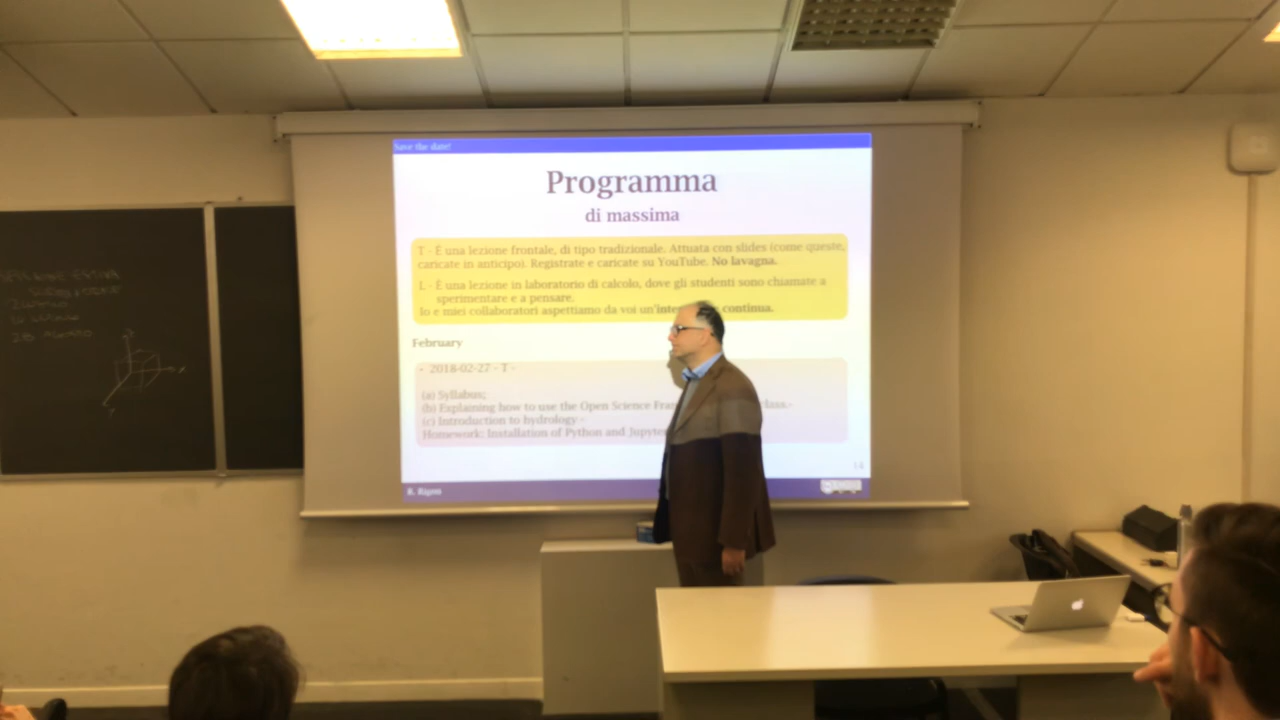 Save the date!
Programma
di massima
T - È una lezione frontale, di tipo tradizionale. Attuata con slides (come queste,
caricate in anticipo). Registrate e caricate su YouTube. No lavagna.
L - È una lezione in laboratorio di calcolo, dove gli studenti sono chiamate a
sperimentare e a pensare.
Io e miei collaboratori aspettiamo da voi un'inte continua.
February
- 2018-02-27 - T -
(a) Syllabus;
(b) Explaining how to use the Open Science Fra class.-
(c) Introduction to hydrology -
Homework: Installation of Python and Jupyte
14
R. Rigon